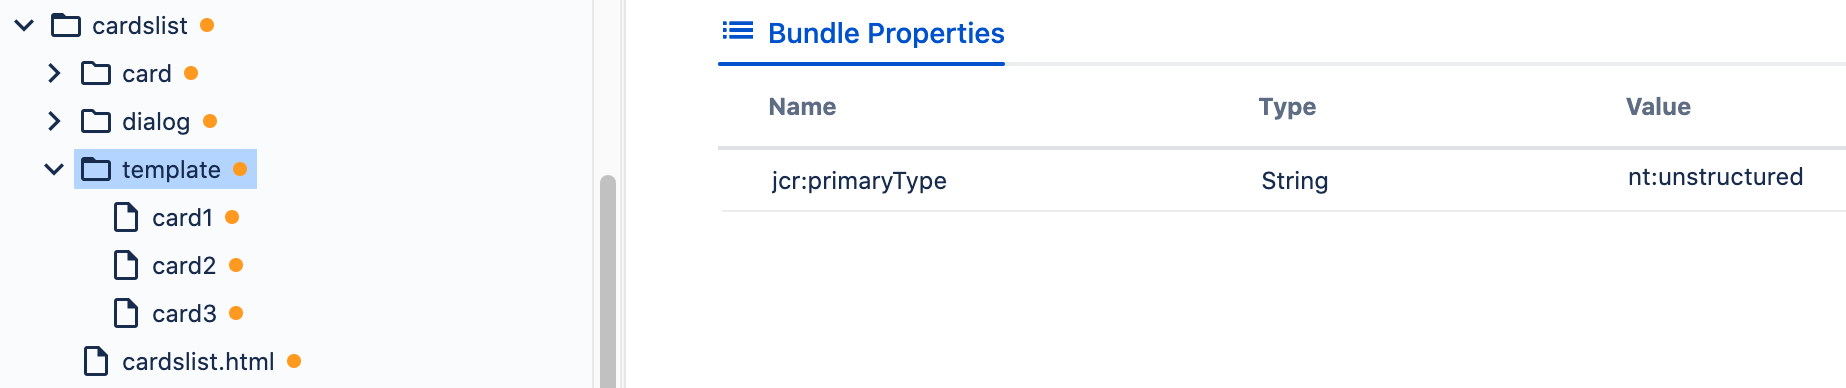 cardslist
card
dialog
template
card1
card2
card3
cardslist.html
Bundle Properties
Name Type Value
jcr:primaryType String nt:unstructured